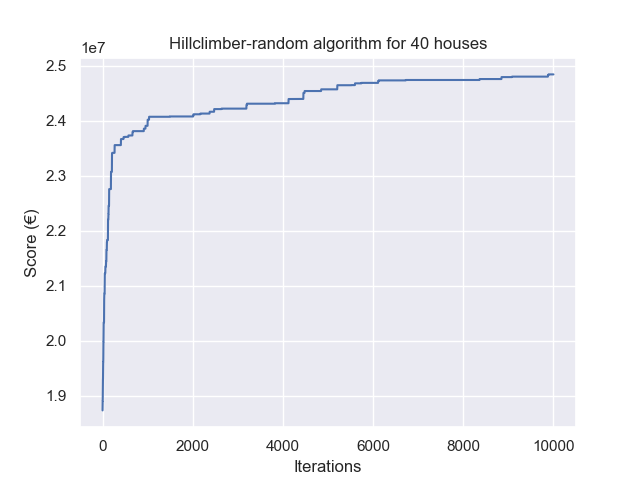 Hillclimber-random algorithm for 40 houses
1e7
2.5
2.4
2.3
2.2
2.1
2.0
1.9
Score (€)
0 2000 4000 6000 8000 10000
Iterations